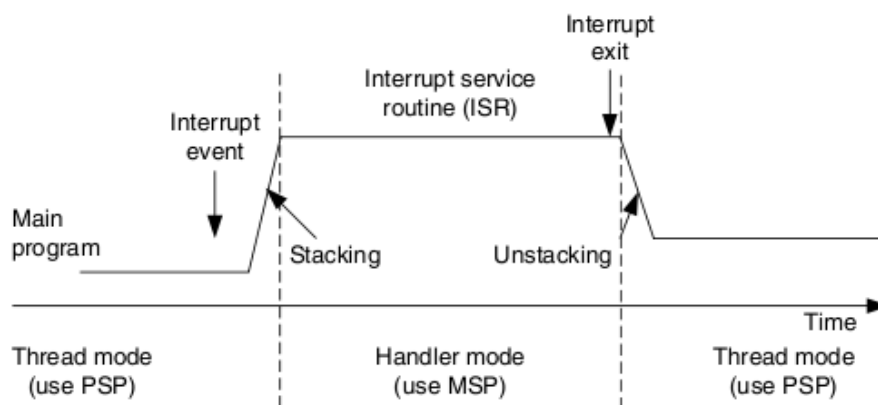 Interrupt
exit
Interrupt service
routine (ISR)
Interrupt
event
Main
program
Stacking
Unstacking
Time
Thread mode
(use PSP)
Handler mode
(use MSP)
Thread mode
(use PSP)